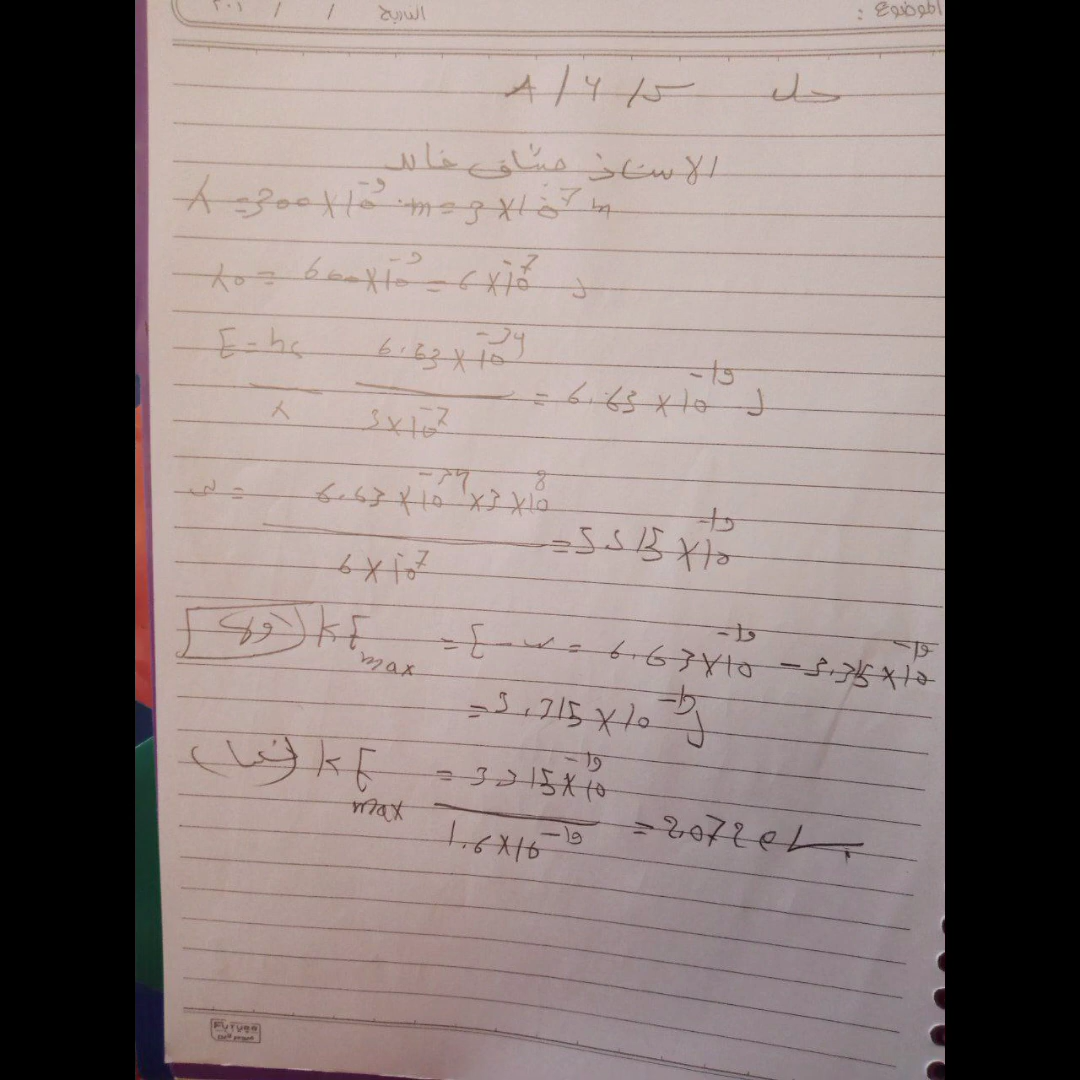 الموضوع : التاريخ / / ٢٠١
حل 5 / 4 / A
الاستاذ مشتاق خالد
λ = 300 × 10⁻⁹ m = 3 × 10⁻⁷ m
λ0 = 600 × 10⁻⁹ = 6 × 10⁻⁷ J
E = hc / λ 6.63 × 10⁻³⁴ / 3 × 10⁻⁷ = 6.63 × 10⁻¹⁹ J
w = 6.63 × 10⁻³⁴ × 3 × 10⁸ / 6 × 10⁻⁷ = 3.315 × 10⁻¹⁹
KE max = E - w = 6.63 × 10⁻¹⁹ - 3.315 × 10⁻¹⁹
= 3.315 × 10⁻¹⁹ J
KE max = 3.315 × 10⁻¹⁹ / 1.6 × 10⁻¹⁹ = 2.072 eV